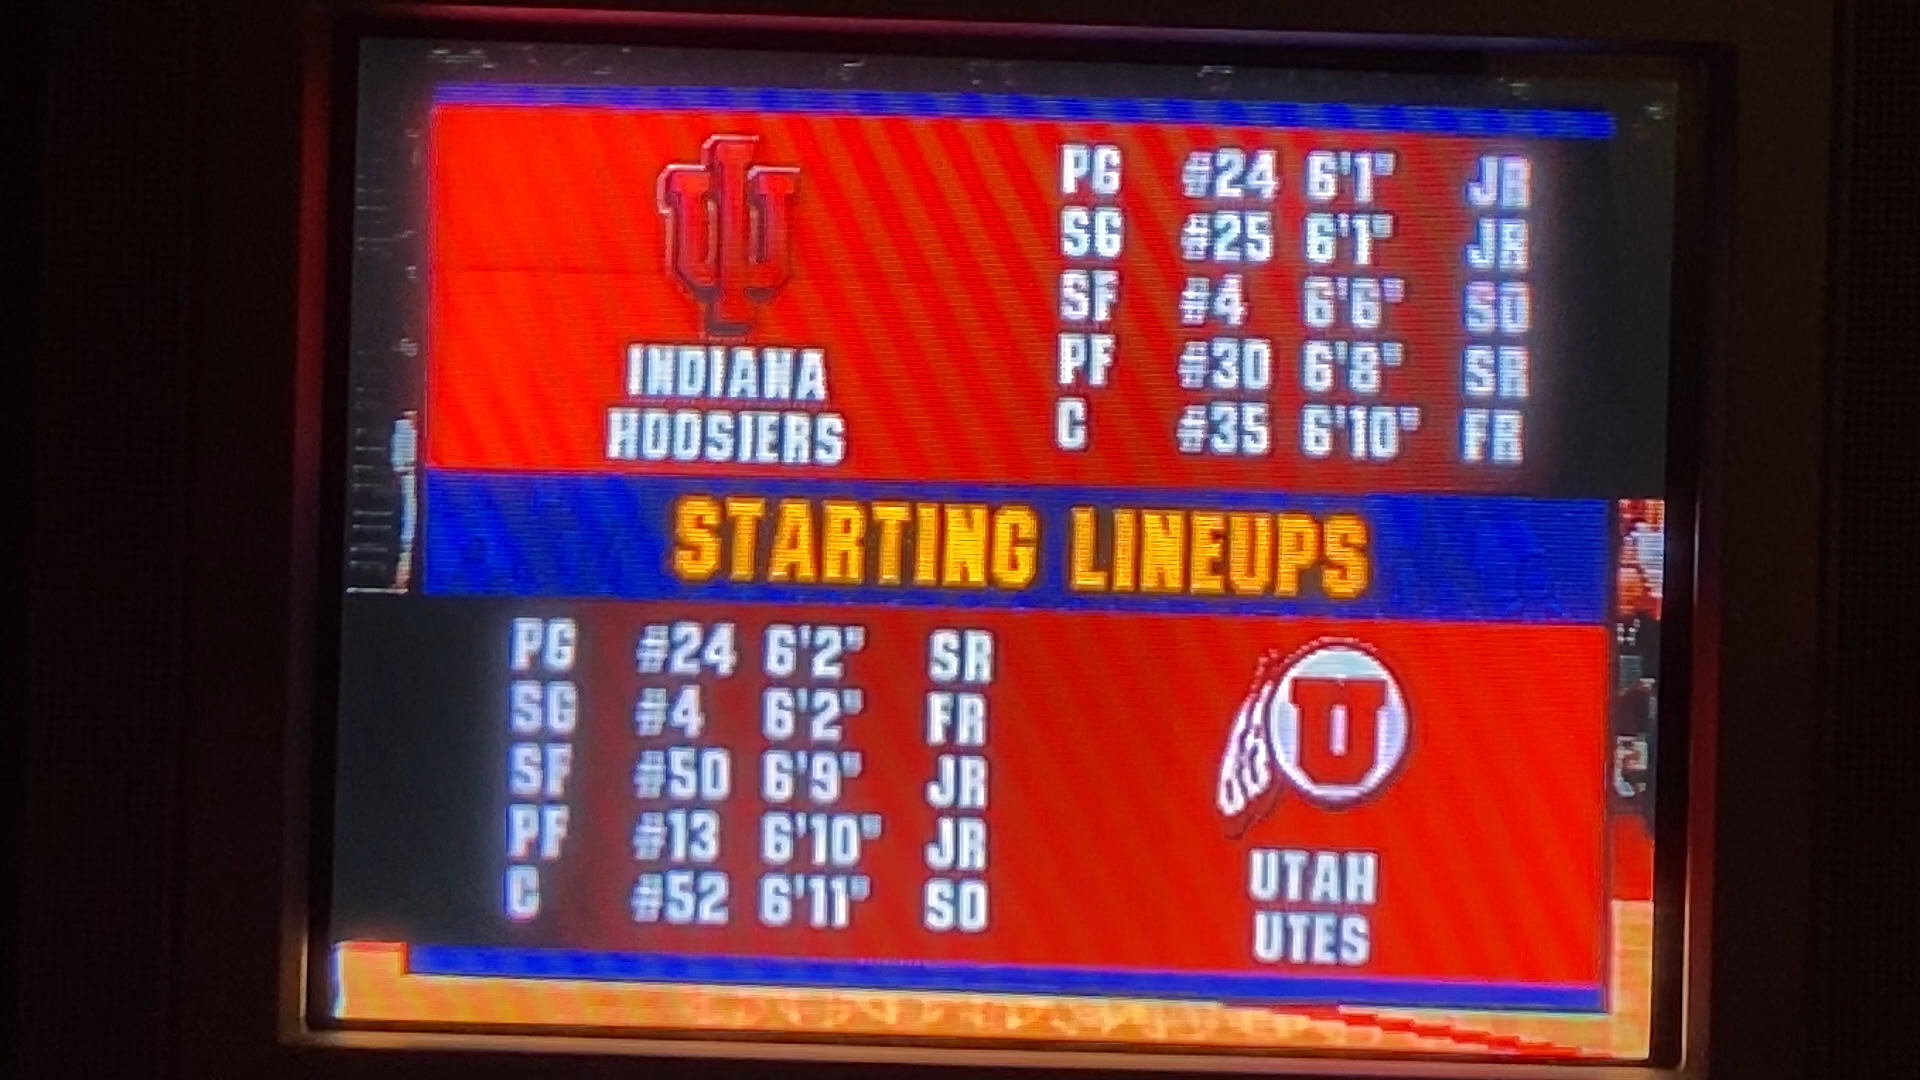 INDIANA
HOOSIERS
PG #24 6'1" JR
SG #25 6'1" JR
SF #4 6'6" SO
PF #30 6'8" SR
C #35 6'10" FR
STARTING LINEUPS
PG #24 6'2" SR
SG #4 6'2" FR
SF #50 6'9" JR
PF #13 6'10" JR
C #52 6'11" SO
U
UTAH
UTES